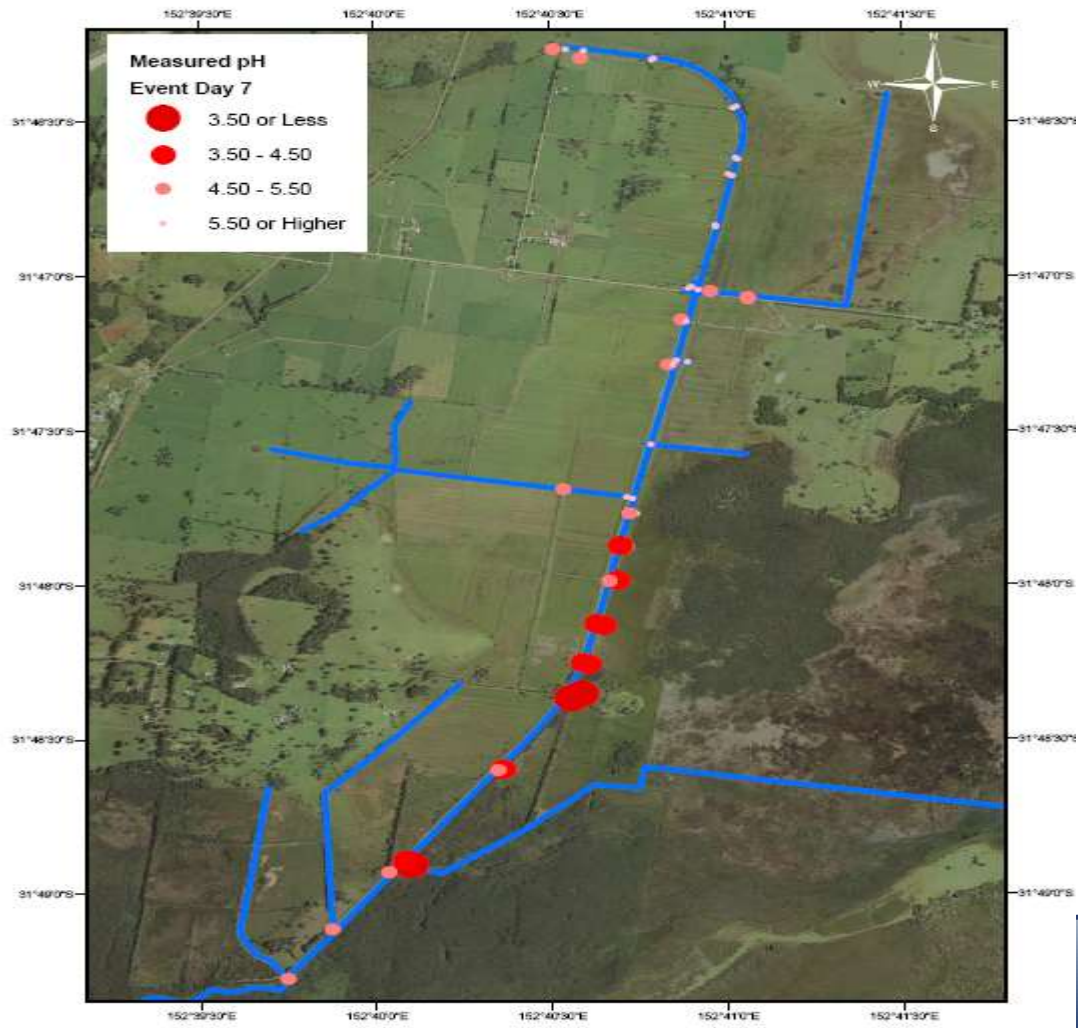 152°39'30"E 152°40'0"E 152°40'30"E 152°41'0"E 152°41'30"E
Measured pH
Event Day 7
3.50 or Less
3.50 - 4.50
4.50 - 5.50
5.50 or Higher
N
W E
S
31°46'30"S 31°46'30"S
31°47'0"S 31°47'0"S
31°47'30"S 31°47'30"S
31°48'0"S 31°48'0"S
31°48'30"S 31°48'30"S
31°49'0"S 31°49'0"S
152°39'30"E 152°40'0"E 152°40'30"E 152°41'0"E 152°41'30"E